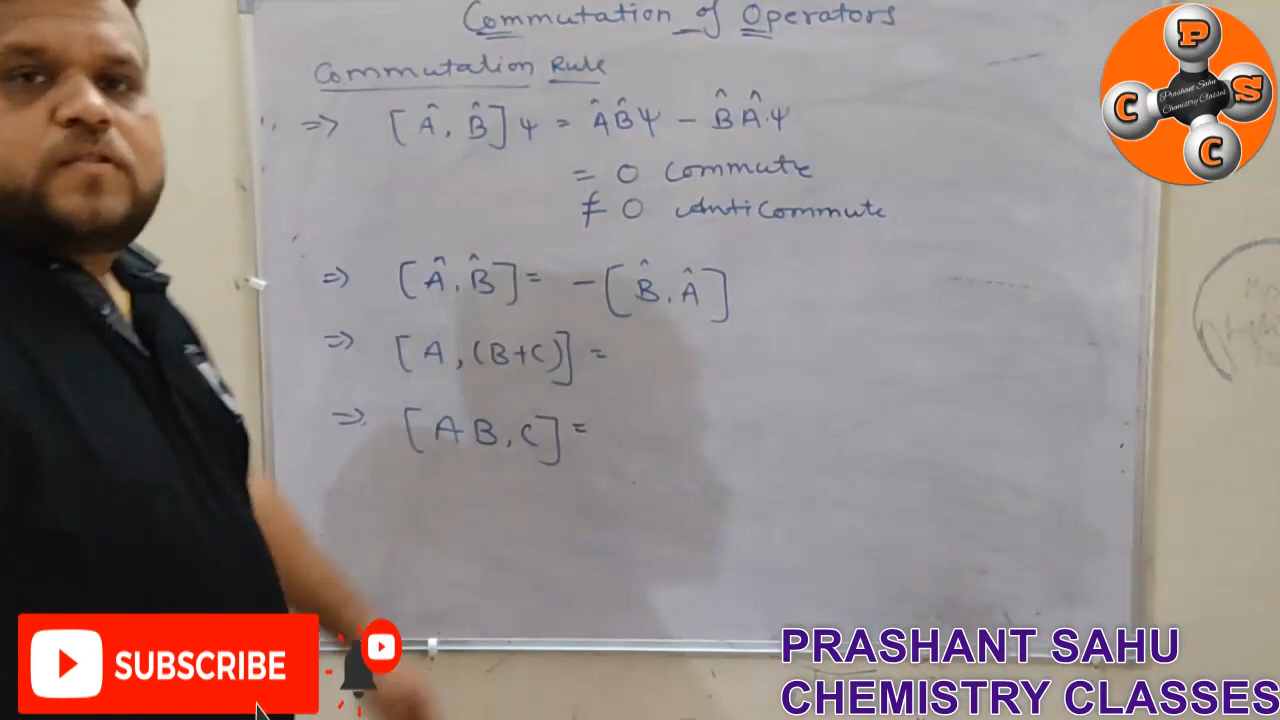 Commutation of Operators
Commutation Rule
⇒ [Â, B̂] ψ = ÂB̂ψ - B̂Â.ψ
= 0 Commute
≠ 0 Anticommute
⇒ [Â, B̂] = -[B̂, Â]
⇒ [A, (B+C)] =
⇒ [AB, C] =
P
C
S
C
Prashant Sahu
Chemistry Classes
SUBSCRIBE
PRASHANT SAHU
CHEMISTRY CLASSES